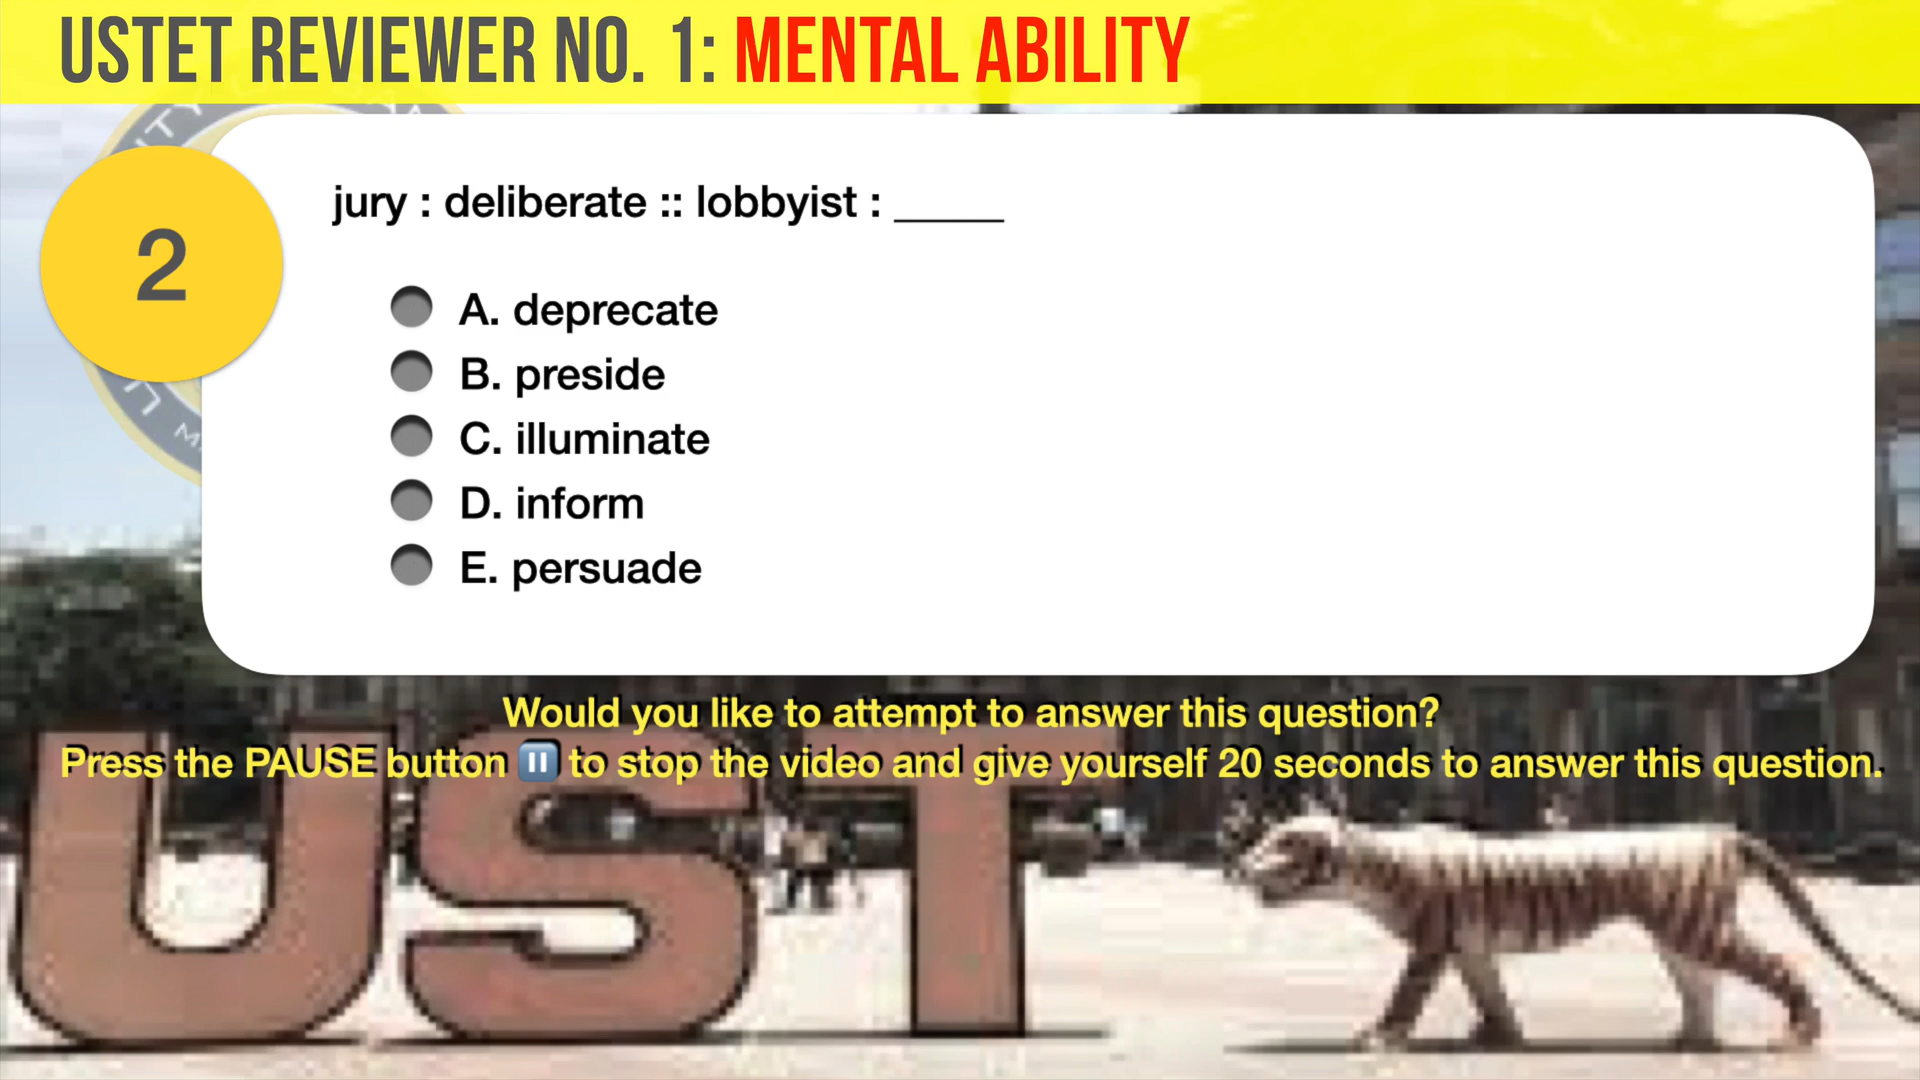 USTET REVIEWER NO. 1: MENTAL ABILITY
2
jury : deliberate :: lobbyist : _____
A. deprecate
B. preside
C. illuminate
D. inform
E. persuade
Would you like to attempt to answer this question?
Press the PAUSE button ⏸️ to stop the video and give yourself 20 seconds to answer this question.
UST